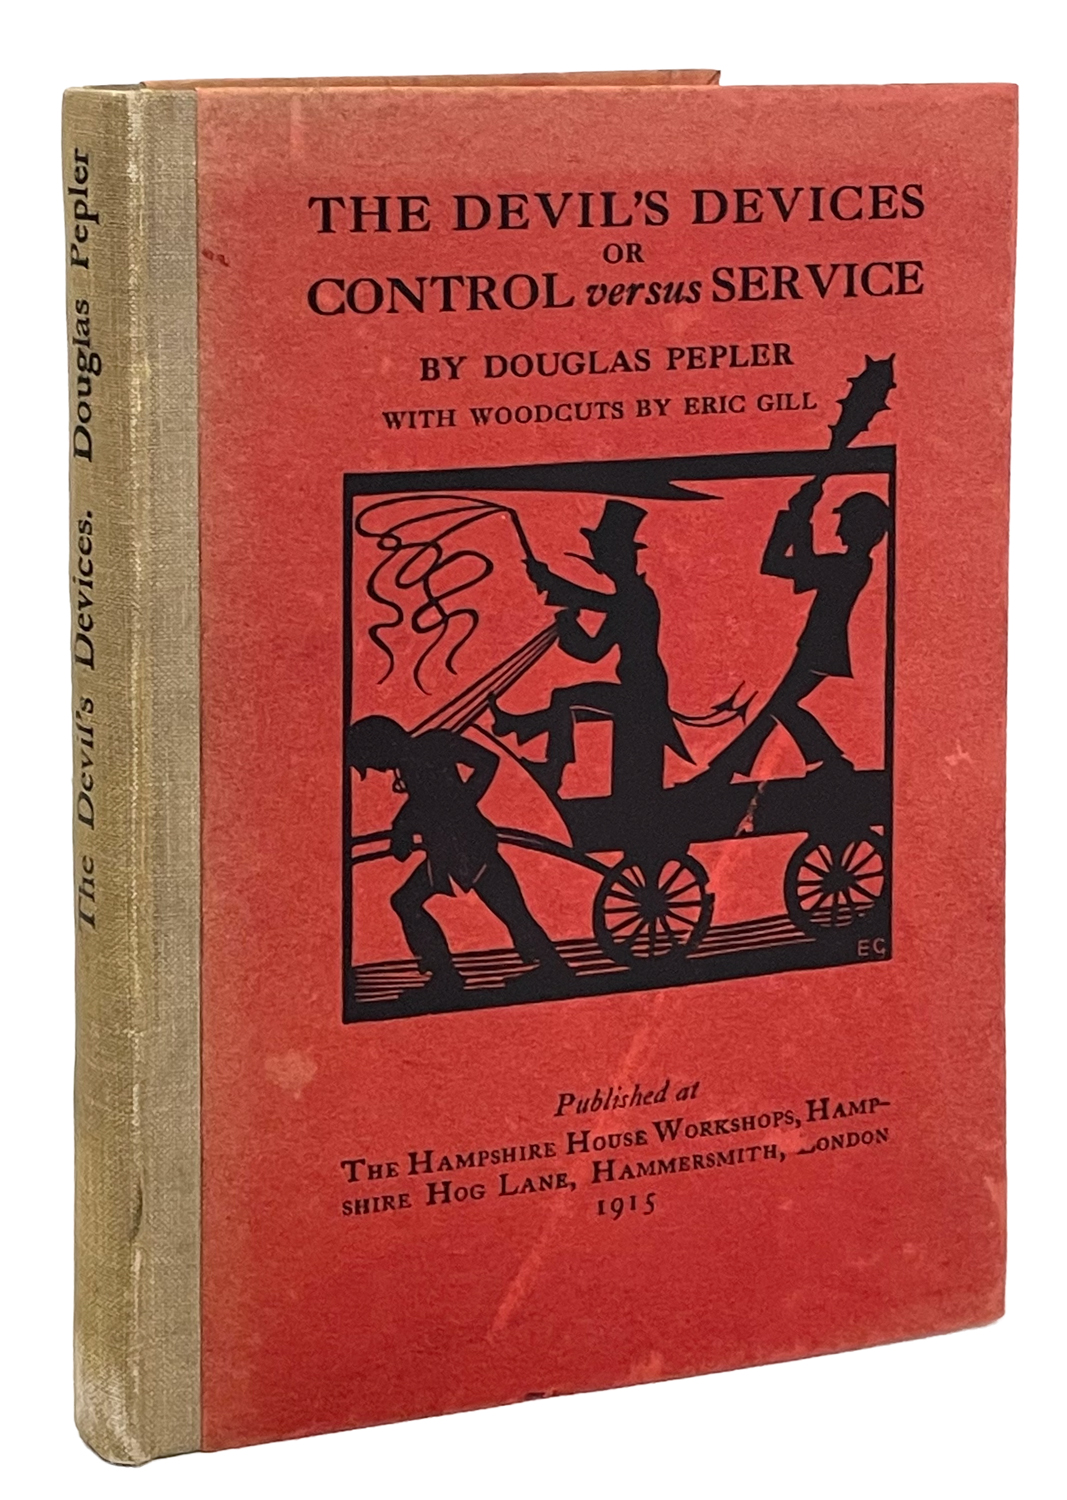 The Devil's Devices. Douglas Pepler
THE DEVIL'S DEVICES
OR
CONTROL versus SERVICE
BY DOUGLAS PEPLER
WITH WOODCUTS BY ERIC GILL
EG
Published at
THE HAMPSHIRE HOUSE WORKSHOPS, HAMP-
SHIRE HOG LANE, HAMMERSMITH, LONDON
1915